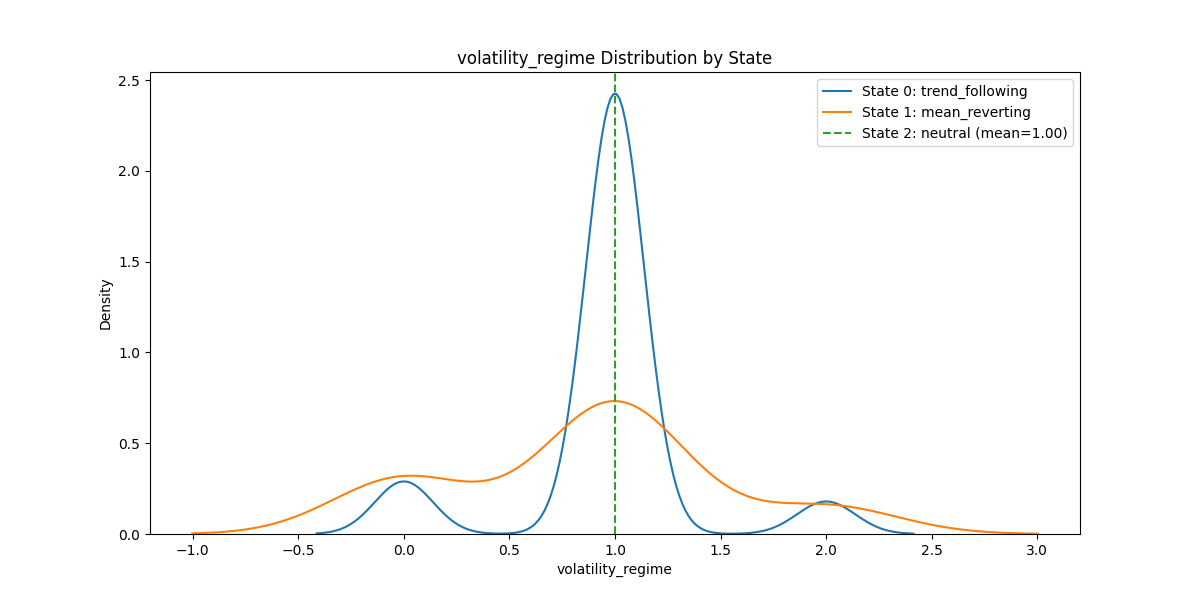 volatility_regime Distribution by State
State 0: trend_following
State 1: mean_reverting
State 2: neutral (mean=1.00)
Density
2.5
2.0
1.5
1.0
0.5
0.0
−1.0 −0.5 0.0 0.5 1.0 1.5 2.0 2.5 3.0
volatility_regime